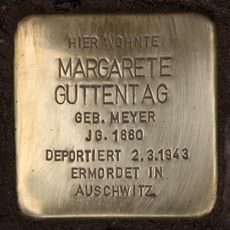 HIER WOHNTE
MARGARETE
GUTTENTAG
GEB. MEYER
JG. 1880
DEPORTIERT 2.3.1943
ERMORDET IN
AUSCHWITZ